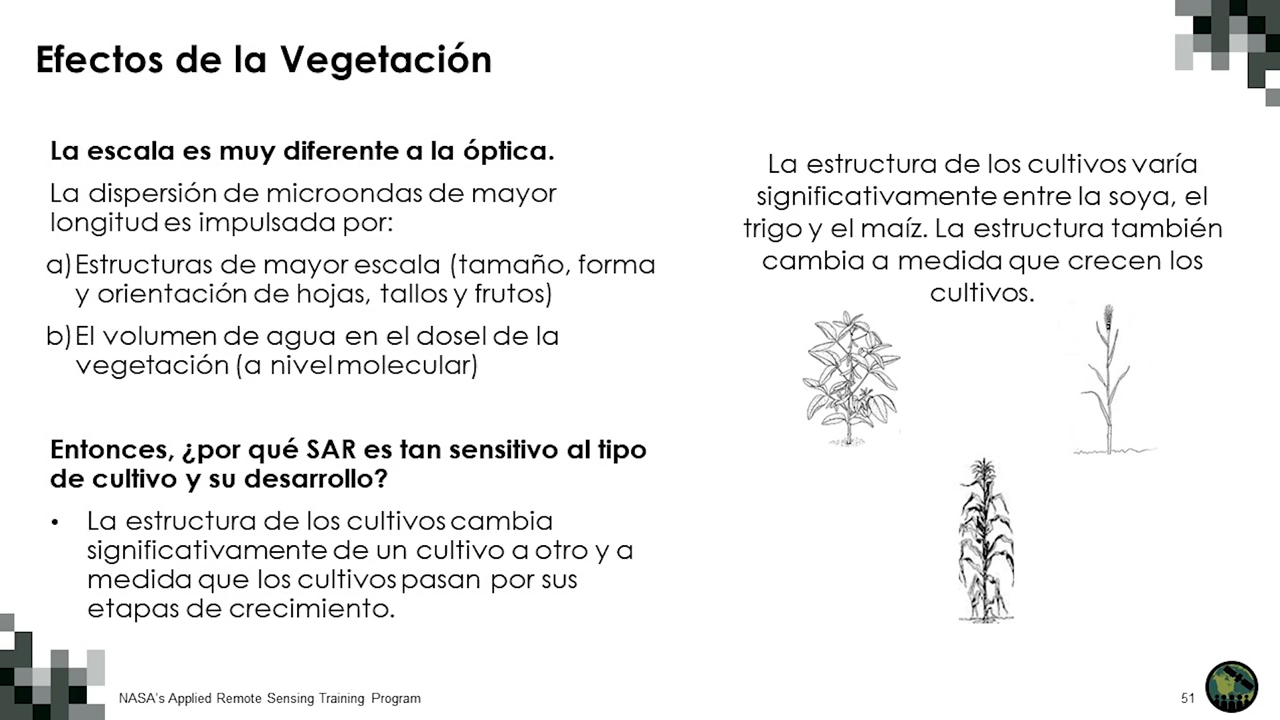 Efectos de la Vegetación
La escala es muy diferente a la óptica.
La dispersión de microondas de mayor
longitud es impulsada por:
a) Estructuras de mayor escala (tamaño, forma
y orientación de hojas, tallos y frutos)
b) El volumen de agua en el dosel de la
vegetación (a nivel molecular)
Entonces, ¿por qué SAR es tan sensitivo al tipo
de cultivo y su desarrollo?
• La estructura de los cultivos cambia
significativamente de un cultivo a otro y a
medida que los cultivos pasan por sus
etapas de crecimiento.
La estructura de los cultivos varía
significativamente entre la soya, el
trigo y el maíz. La estructura también
cambia a medida que crecen los
cultivos.
NASA's Applied Remote Sensing Training Program
51